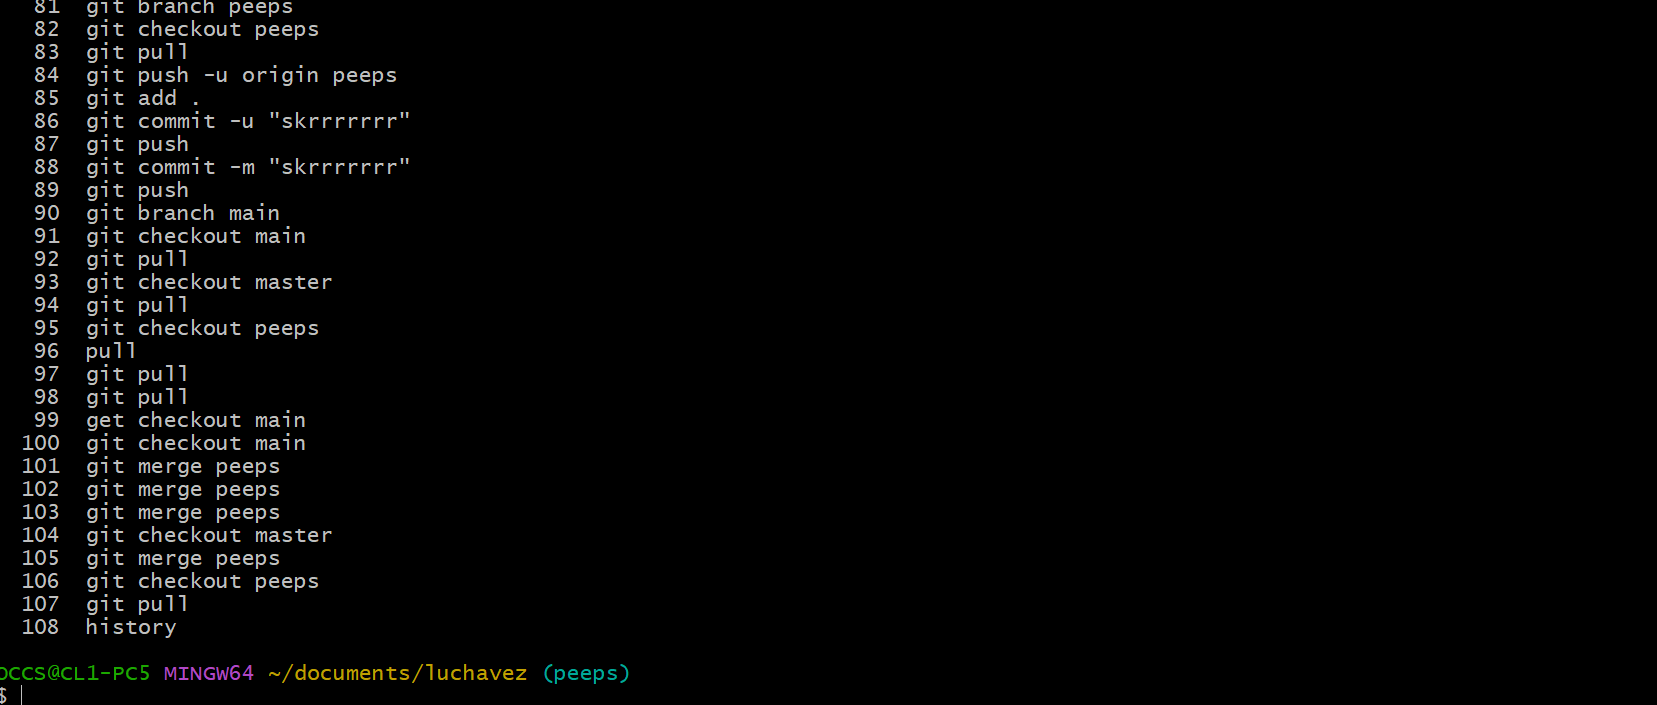 81 git branch peeps
82 git checkout peeps
83 git pull
84 git push -u origin peeps
85 git add .
86 git commit -u "skrrrrrrr"
87 git push
88 git commit -m "skrrrrrrr"
89 git push
90 git branch main
91 git checkout main
92 git pull
93 git checkout master
94 git pull
95 git checkout peeps
96 pull
97 git pull
98 git pull
99 get checkout main
100 git checkout main
101 git merge peeps
102 git merge peeps
103 git merge peeps
104 git checkout master
105 git merge peeps
106 git checkout peeps
107 git pull
108 history
OCCS@CL1-PC5 MINGW64 ~/documents/luchavez (peeps)
$